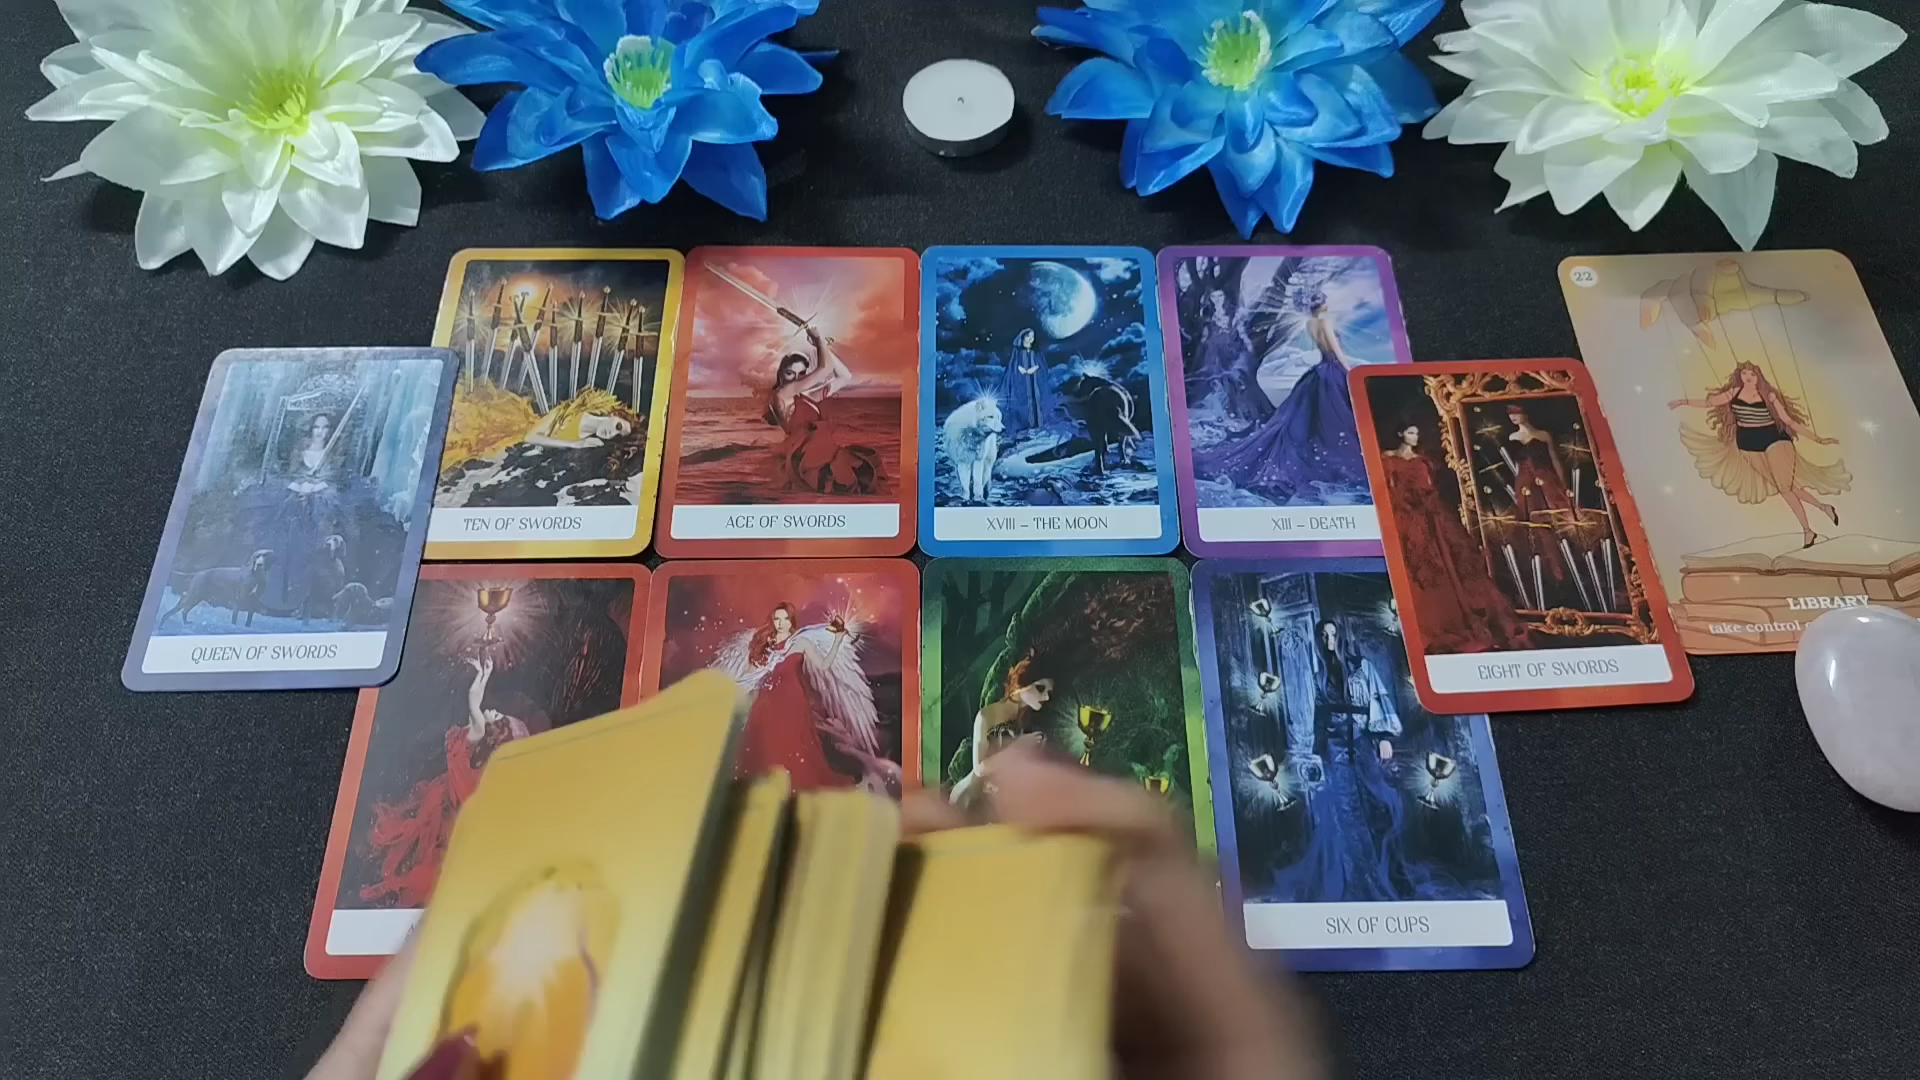 22
TEN OF SWORDS
ACE OF SWORDS
XVIII – THE MOON
XIII – DEATH
QUEEN OF SWORDS
EIGHT OF SWORDS
LIBRARY
take control
SIX OF CUPS